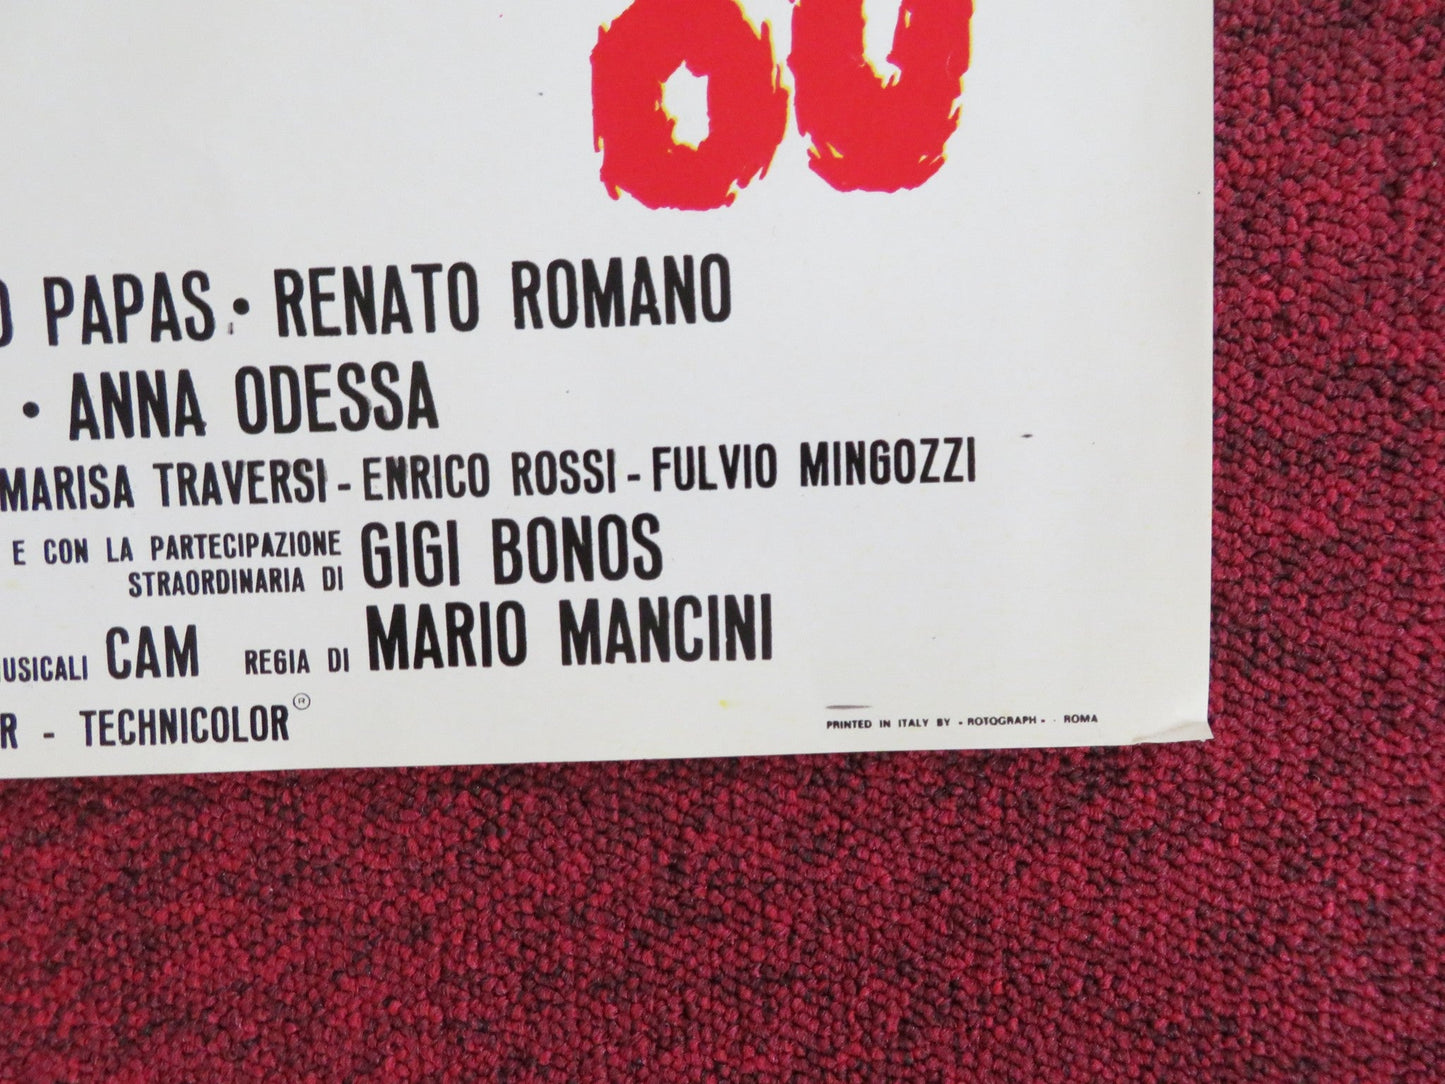 80
PAPAS • RENATO ROMANO
• ANNA ODESSA
MARISA TRAVERSI - ENRICO ROSSI - FULVIO MINGOZZI
E CON LA PARTECIPAZIONE
STRAORDINARIA DI GIGI BONOS
CAM REGIA DI MARIO MANCINI
- TECHNICOLOR®
PRINTED IN ITALY BY - ROTOGRAPH - ROMA